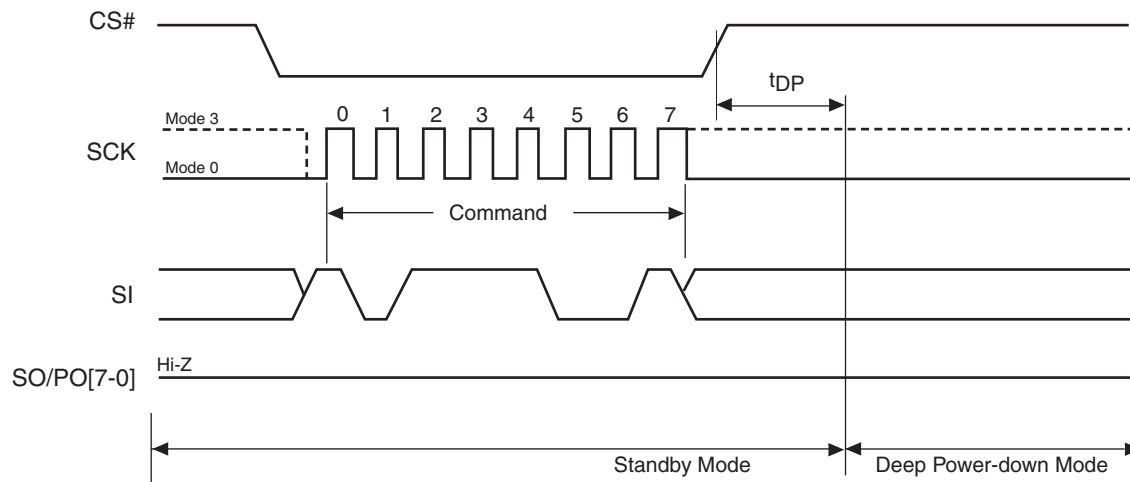 CS#
tDP
Mode 3
0 1 2 3 4 5 6 7
SCK
Mode 0
Command
SI
Hi-Z
SO/PO[7-0]
Standby Mode
Deep Power-down Mode